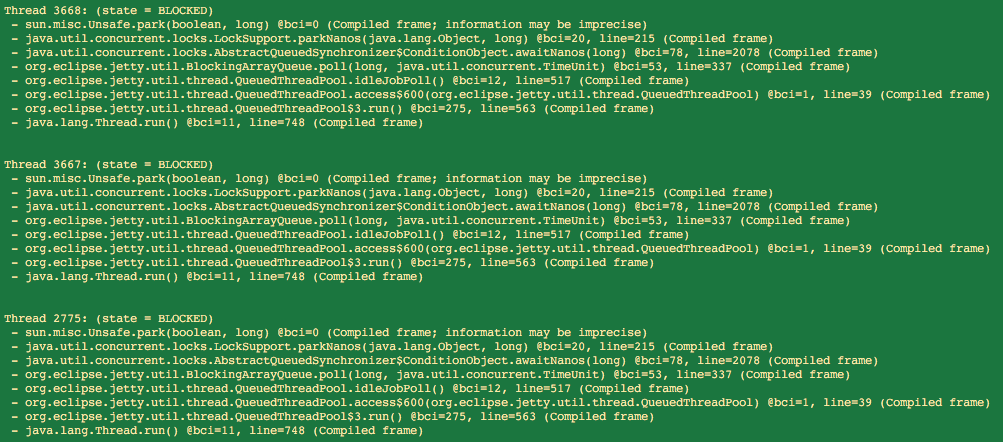 Thread 3668: (state = BLOCKED)
- sun.misc.Unsafe.park(boolean, long) @bci=0 (Compiled frame; information may be imprecise)
- java.util.concurrent.locks.LockSupport.parkNanos(java.lang.Object, long) @bci=20, line=215 (Compiled frame)
- java.util.concurrent.locks.AbstractQueuedSynchronizer$ConditionObject.awaitNanos(long) @bci=78, line=2078 (Compiled frame)
- org.eclipse.jetty.util.BlockingArrayQueue.poll(long, java.util.concurrent.TimeUnit) @bci=53, line=337 (Compiled frame)
- org.eclipse.jetty.util.thread.QueuedThreadPool.idleJobPoll() @bci=12, line=517 (Compiled frame)
- org.eclipse.jetty.util.thread.QueuedThreadPool.access$600(org.eclipse.jetty.util.thread.QueuedThreadPool) @bci=1, line=39 (Compiled frame)
- org.eclipse.jetty.util.thread.QueuedThreadPool$3.run() @bci=275, line=563 (Compiled frame)
- java.lang.Thread.run() @bci=11, line=748 (Compiled frame)
Thread 3667: (state = BLOCKED)
- sun.misc.Unsafe.park(boolean, long) @bci=0 (Compiled frame; information may be imprecise)
- java.util.concurrent.locks.LockSupport.parkNanos(java.lang.Object, long) @bci=20, line=215 (Compiled frame)
- java.util.concurrent.locks.AbstractQueuedSynchronizer$ConditionObject.awaitNanos(long) @bci=78, line=2078 (Compiled frame)
- org.eclipse.jetty.util.BlockingArrayQueue.poll(long, java.util.concurrent.TimeUnit) @bci=53, line=337 (Compiled frame)
- org.eclipse.jetty.util.thread.QueuedThreadPool.idleJobPoll() @bci=12, line=517 (Compiled frame)
- org.eclipse.jetty.util.thread.QueuedThreadPool.access$600(org.eclipse.jetty.util.thread.QueuedThreadPool) @bci=1, line=39 (Compiled frame)
- org.eclipse.jetty.util.thread.QueuedThreadPool$3.run() @bci=275, line=563 (Compiled frame)
- java.lang.Thread.run() @bci=11, line=748 (Compiled frame)
Thread 2775: (state = BLOCKED)
- sun.misc.Unsafe.park(boolean, long) @bci=0 (Compiled frame; information may be imprecise)
- java.util.concurrent.locks.LockSupport.parkNanos(java.lang.Object, long) @bci=20, line=215 (Compiled frame)
- java.util.concurrent.locks.AbstractQueuedSynchronizer$ConditionObject.awaitNanos(long) @bci=78, line=2078 (Compiled frame)
- org.eclipse.jetty.util.BlockingArrayQueue.poll(long, java.util.concurrent.TimeUnit) @bci=53, line=337 (Compiled frame)
- org.eclipse.jetty.util.thread.QueuedThreadPool.idleJobPoll() @bci=12, line=517 (Compiled frame)
- org.eclipse.jetty.util.thread.QueuedThreadPool.access$600(org.eclipse.jetty.util.thread.QueuedThreadPool) @bci=1, line=39 (Compiled frame)
- org.eclipse.jetty.util.thread.QueuedThreadPool$3.run() @bci=275, line=563 (Compiled frame)
- java.lang.Thread.run() @bci=11, line=748 (Compiled frame)